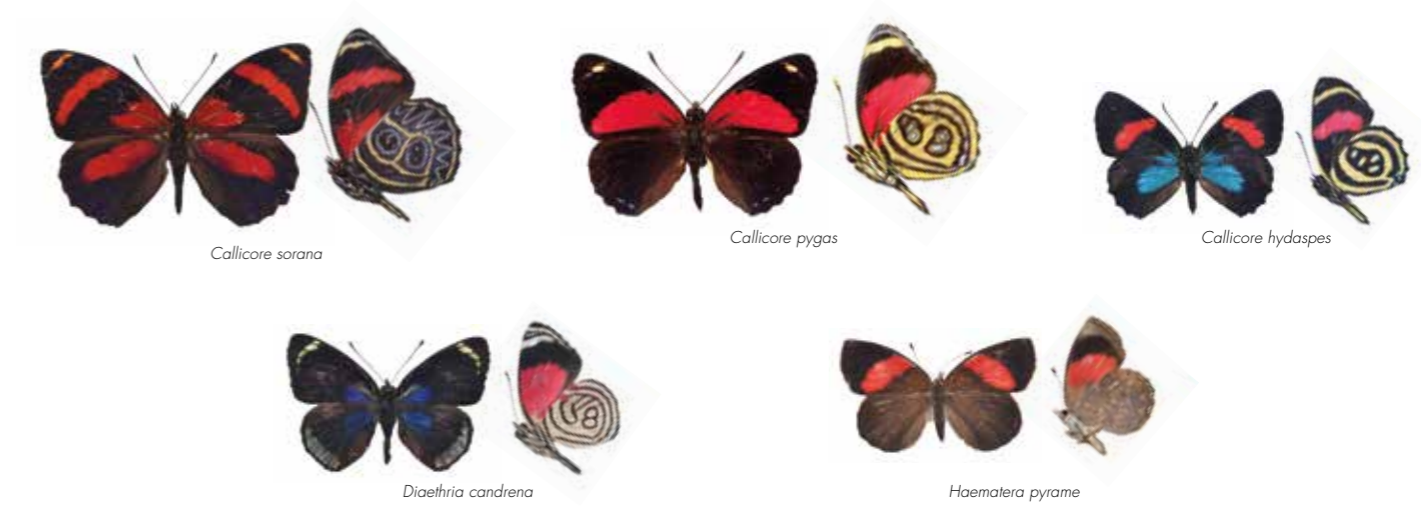 Callicore sorana
Callicore pygas
Callicore hydaspes
Diaethria candrena
Haematera pyrame